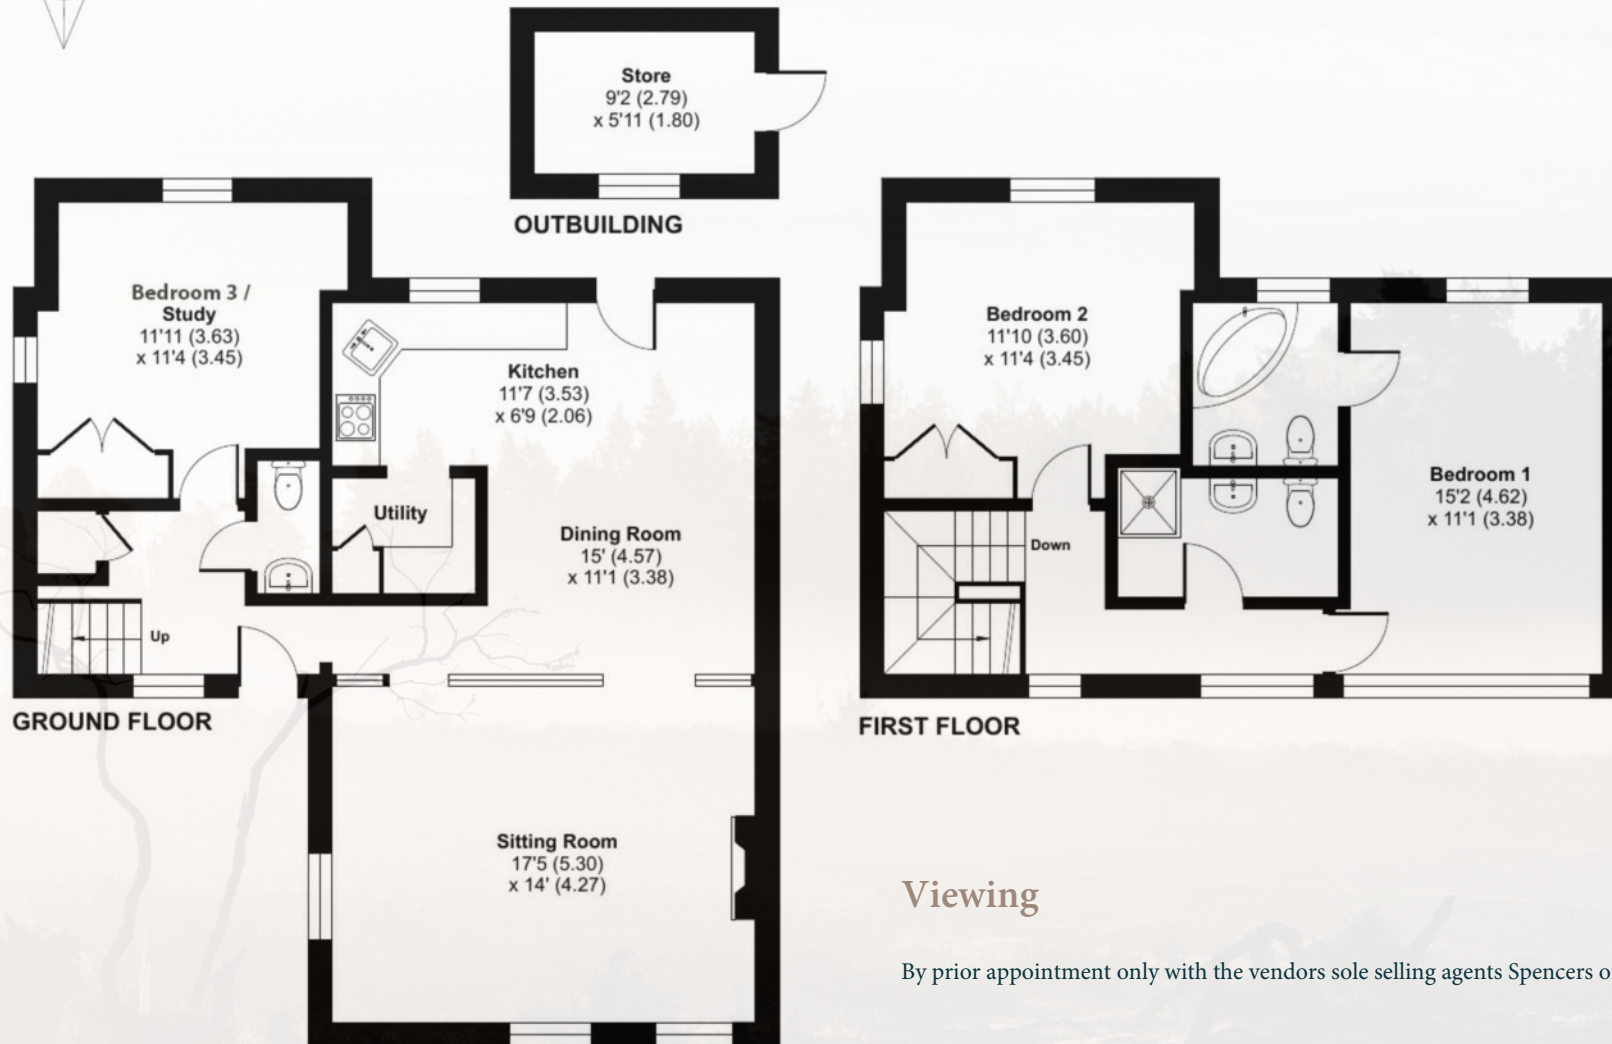 Store
9'2 (2.79)
x 5'11 (1.80)
OUTBUILDING
Bedroom 3 /
Study
11'11 (3.63)
x 11'4 (3.45)
Kitchen
11'7 (3.53)
x 6'9 (2.06)
Utility
Dining Room
15' (4.57)
x 11'1 (3.38)
Up
GROUND FLOOR
Sitting Room
17'5 (5.30)
x 14' (4.27)
Bedroom 2
11'10 (3.60)
x 11'4 (3.45)
Bedroom 1
15'2 (4.62)
x 11'1 (3.38)
Down
FIRST FLOOR
Viewing
By prior appointment only with the vendors sole selling agents Spencers o